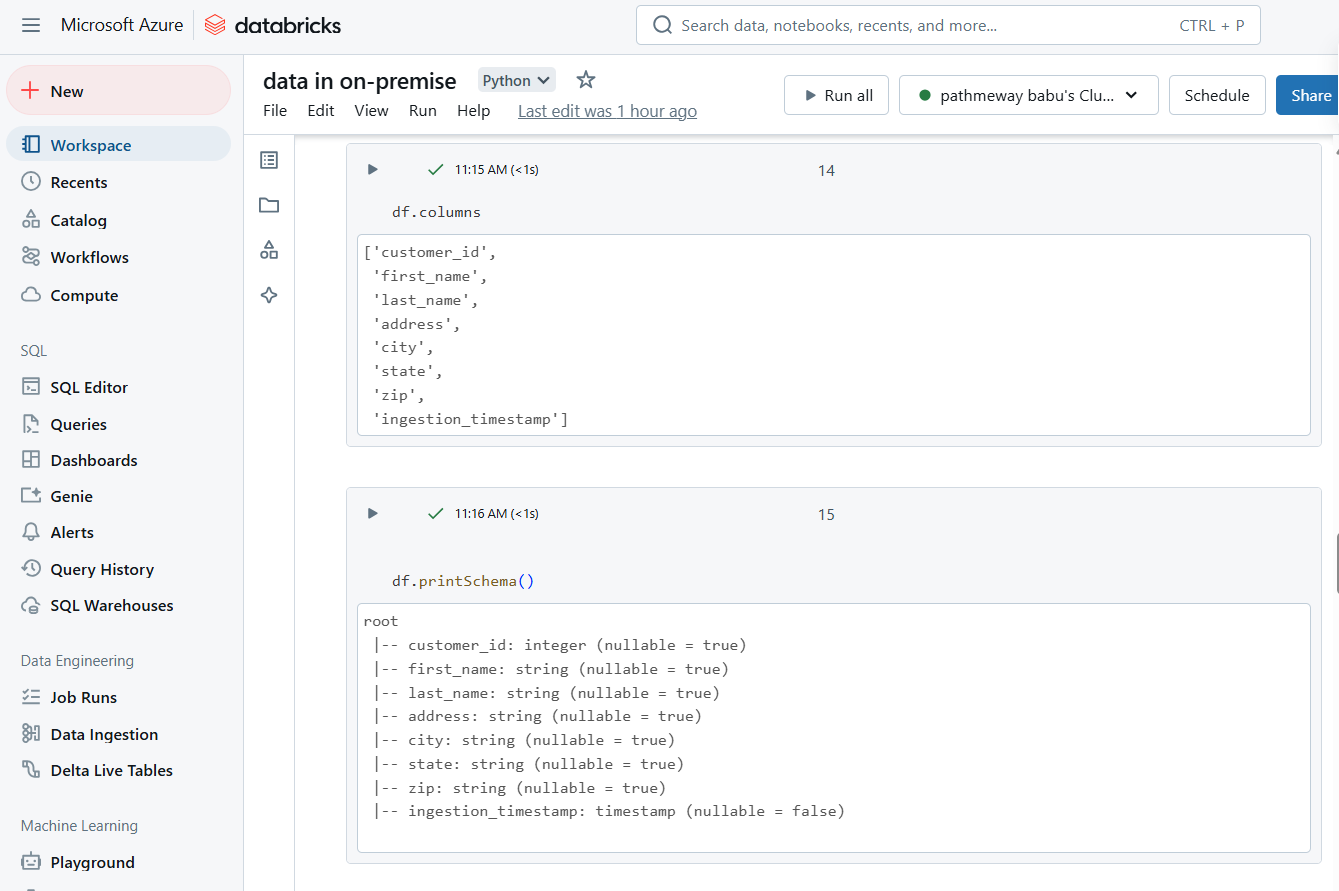 Microsoft Azure databricks
Search data, notebooks, recents, and more... CTRL + P
New
Workspace
Recents
Catalog
Workflows
Compute
SQL
SQL Editor
Queries
Dashboards
Genie
Alerts
Query History
SQL Warehouses
Data Engineering
Job Runs
Data Ingestion
Delta Live Tables
Machine Learning
Playground
data in on-premise Python
File Edit View Run Help Last edit was 1 hour ago
Run all pathmeway babu's Clu... Schedule Share
11:15 AM (<1s) 14
df.columns
['customer_id',
'first_name',
'last_name',
'address',
'city',
'state',
'zip',
'ingestion_timestamp']
11:16 AM (<1s) 15
df.printSchema()
root
|-- customer_id: integer (nullable = true)
|-- first_name: string (nullable = true)
|-- last_name: string (nullable = true)
|-- address: string (nullable = true)
|-- city: string (nullable = true)
|-- state: string (nullable = true)
|-- zip: string (nullable = true)
|-- ingestion_timestamp: timestamp (nullable = false)